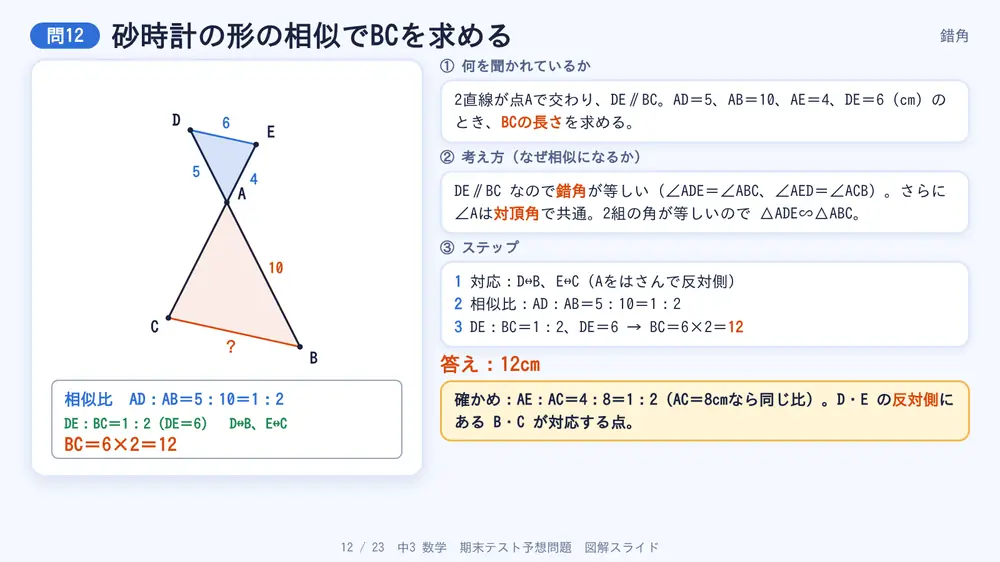 問12 砂時計の形の相似でBCを求める
錯角
D
6
E
5
4
A
10
C
?
B
相似比 AD:AB=5:10=1:2
DE:BC=1:2(DE=6) D↔B、E↔C
BC=6×2=12
① 何を聞かれているか
2直線が点Aで交わり、DE∥BC。AD=5、AB=10、AE=4、DE=6(cm)の
とき、BCの長さを求める。
② 考え方(なぜ相似になるか)
DE∥BC なので錯角が等しい(∠ADE=∠ABC、∠AED=∠ACB)。さらに
∠Aは対頂角で共通。2組の角が等しいので △ADE∽△ABC。
③ ステップ
1 対応:D↔B、E↔C(Aをはさんで反対側)
2 相似比:AD:AB=5:10=1:2
3 DE:BC=1:2、DE=6 → BC=6×2=12
答え:12cm
確かめ:AE:AC=4:8=1:2(AC=8cmなら同じ比)。D・E の反対側に
ある B・C が対応する点。
12 / 23 中3 数学 期末テスト予想問題 図解スライド